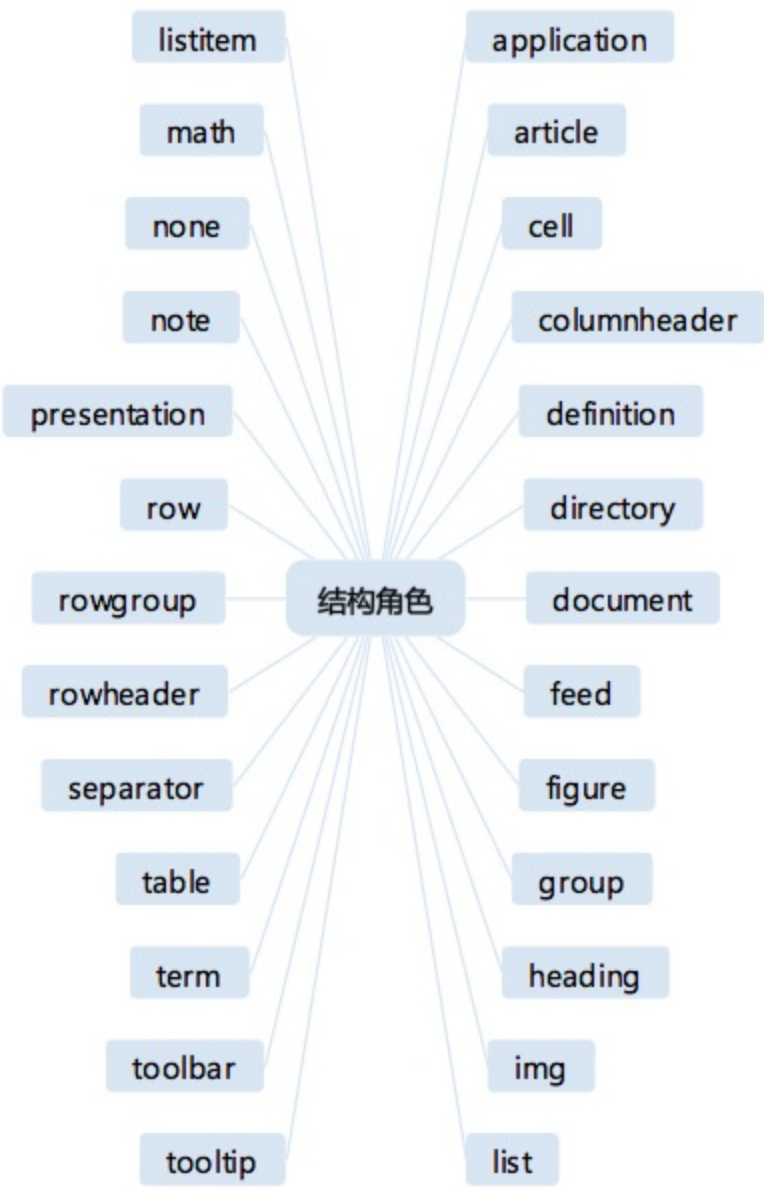 listitem
application
math
article
none
cell
note
columnheader
presentation
definition
row
directory
rowgroup
结构角色
document
rowheader
feed
separator
figure
table
group
term
heading
toolbar
img
tooltip
list